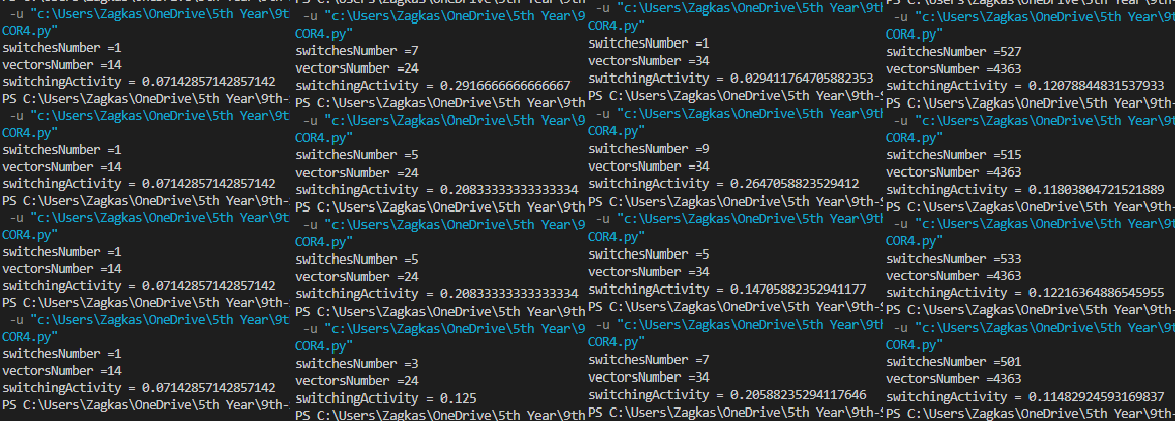 -u "c:\Users\Zagkas\OneDrive\5th Year\9t
COR4.py"
switchesNumber =1
vectorsNumber =14
switchingActivity = 0.07142857142857142
PS C:\Users\Zagkas\OneDrive\5th Year\9th-
-u "c:\Users\Zagkas\OneDrive\5th Year\9t
COR4.py"
switchesNumber =1
vectorsNumber =14
switchingActivity = 0.07142857142857142
PS C:\Users\Zagkas\OneDrive\5th Year\9th-
-u "c:\Users\Zagkas\OneDrive\5th Year\9t
COR4.py"
switchesNumber =1
vectorsNumber =14
switchingActivity = 0.07142857142857142
PS C:\Users\Zagkas\OneDrive\5th Year\9th-
-u "c:\Users\Zagkas\OneDrive\5th Year\9t
COR4.py"
switchesNumber =1
vectorsNumber =14
switchingActivity = 0.07142857142857142
PS C:\Users\Zagkas\OneDrive\5th Year\9th-
PS C:\Users\Zagkas\OneDrive\5th Year\9th
-u "c:\Users\Zagkas\OneDrive\5th Year\9
COR4.py"
switchesNumber =7
vectorsNumber =24
switchingActivity = 0.2916666666666667
PS C:\Users\Zagkas\OneDrive\5th Year\9th
-u "c:\Users\Zagkas\OneDrive\5th Year\9
COR4.py"
switchesNumber =5
vectorsNumber =24
switchingActivity = 0.20833333333333334
PS C:\Users\Zagkas\OneDrive\5th Year\9th
-u "c:\Users\Zagkas\OneDrive\5th Year\9
COR4.py"
switchesNumber =5
vectorsNumber =24
switchingActivity = 0.20833333333333334
PS C:\Users\Zagkas\OneDrive\5th Year\9th
-u "c:\Users\Zagkas\OneDrive\5th Year\9
COR4.py"
switchesNumber =3
vectorsNumber =24
switchingActivity = 0.125
PS C:\Users\Zagkas\OneDrive\5th Year\9th
-u "c:\Users\Zagkas\OneDrive\5th Year\9tl
COR4.py"
switchesNumber =1
vectorsNumber =34
switchingActivity = 0.029411764705882353
PS C:\Users\Zagkas\OneDrive\5th Year\9th-
-u "c:\Users\Zagkas\OneDrive\5th Year\9tl
COR4.py"
switchesNumber =9
vectorsNumber =34
switchingActivity = 0.2647058823529412
PS C:\Users\Zagkas\OneDrive\5th Year\9th-
-u "c:\Users\Zagkas\OneDrive\5th Year\9tl
COR4.py"
switchesNumber =5
vectorsNumber =34
switchingActivity = 0.14705882352941177
PS C:\Users\Zagkas\OneDrive\5th Year\9th-
-u "c:\Users\Zagkas\OneDrive\5th Year\9tl
COR4.py"
switchesNumber =7
vectorsNumber =34
switchingActivity = 0.20588235294117646
PS C:\Users\Zagkas\OneDrive\5th Year\9th-
-u "c:\Users\Zagkas\OneDrive\5th Year\9t
COR4.py"
switchesNumber =527
vectorsNumber =4363
switchingActivity = 0.12078844831537933
PS C:\Users\Zagkas\OneDrive\5th Year\9th-
-u "c:\Users\Zagkas\OneDrive\5th Year\9t
COR4.py"
switchesNumber =515
vectorsNumber =4363
switchingActivity = 0.11803804721521889
PS C:\Users\Zagkas\OneDrive\5th Year\9th-
-u "c:\Users\Zagkas\OneDrive\5th Year\9t
COR4.py"
switchesNumber =533
vectorsNumber =4363
switchingActivity = 0.12216364886545955
PS C:\Users\Zagkas\OneDrive\5th Year\9th-
-u "c:\Users\Zagkas\OneDrive\5th Year\9t
COR4.py"
switchesNumber =501
vectorsNumber =4363
switchingActivity = 0.11482924593169837
PS C:\Users\Zagkas\OneDrive\5th Year\9th-